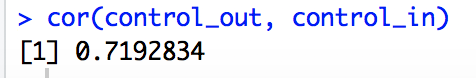 > cor(control_out, control_in)
[1] 0.7192834